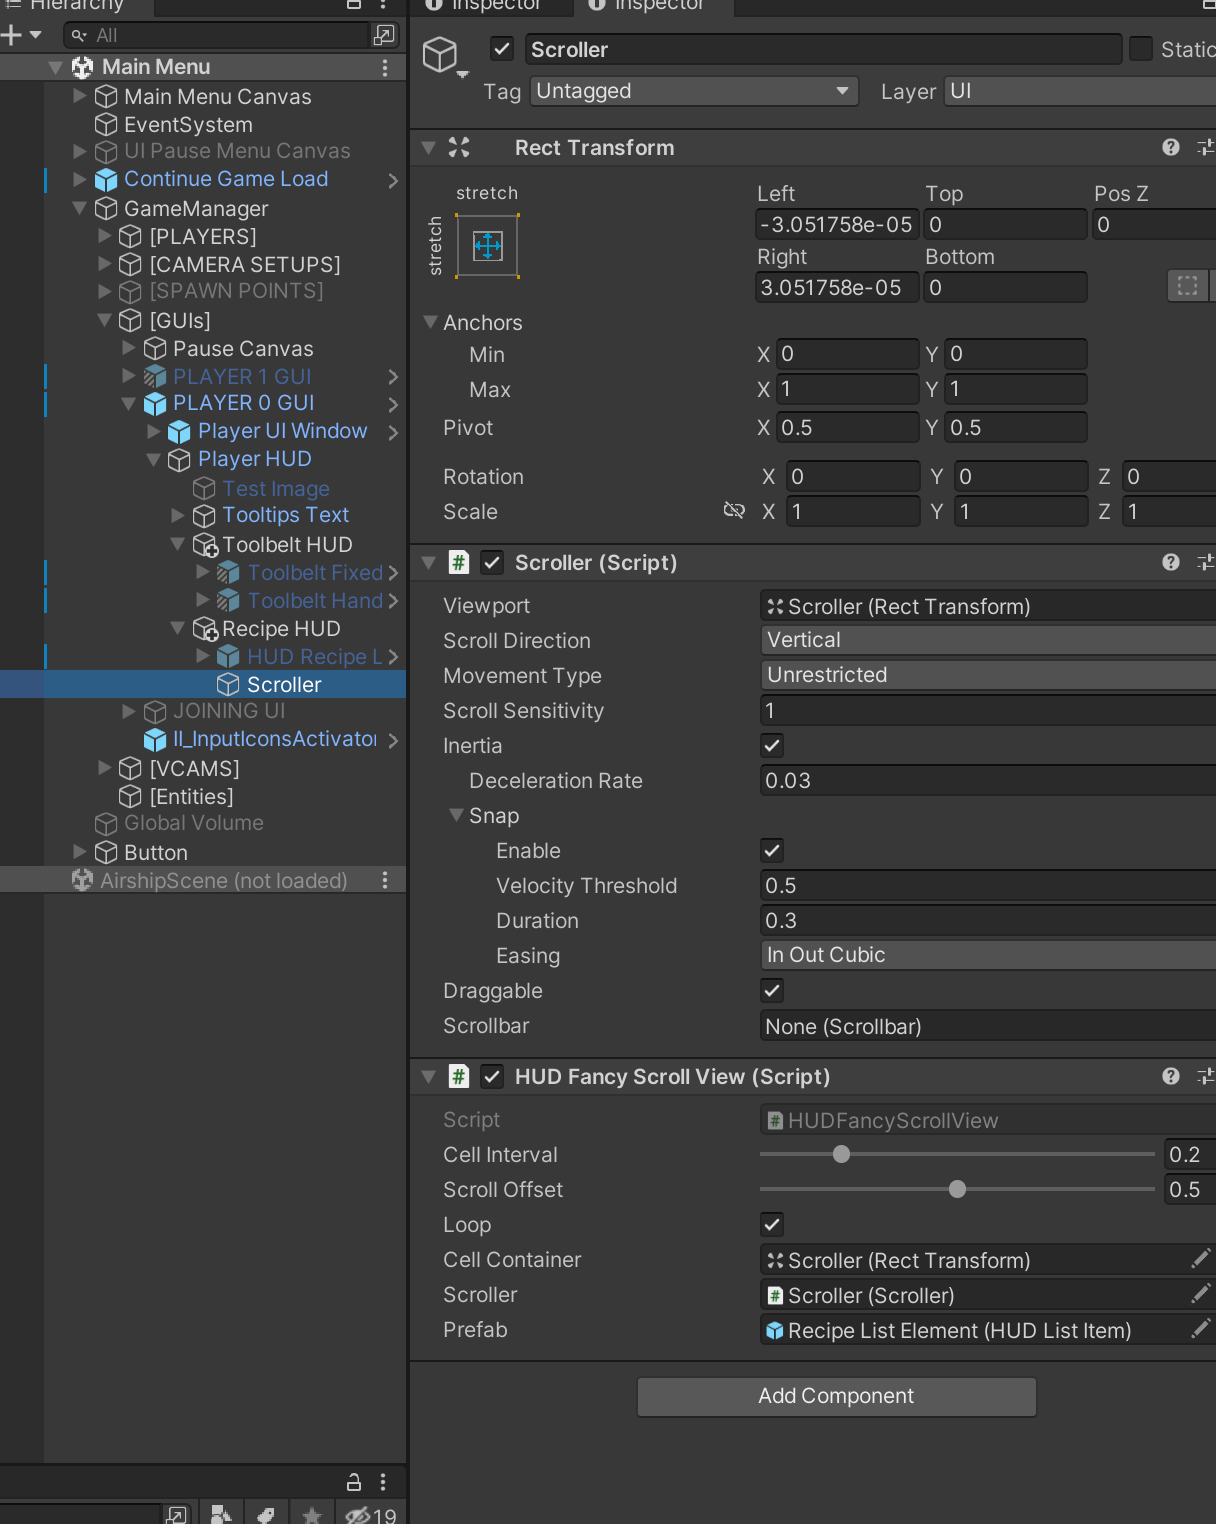 Hierarchy
All
Main Menu
Main Menu Canvas
EventSystem
UI Pause Menu Canvas
Continue Game Load
GameManager
[PLAYERS]
[CAMERA SETUPS]
[SPAWN POINTS]
[GUIs]
Pause Canvas
PLAYER 1 GUI
PLAYER 0 GUI
Player UI Window
Player HUD
Test Image
Tooltips Text
Toolbelt HUD
Toolbelt Fixed
Toolbelt Hand
Recipe HUD
HUD Recipe L
Scroller
JOINING UI
II_InputIconsActivator
[VCAMS]
[Entities]
Global Volume
Button
AirshipScene (not loaded)
19
Inspector Inspector
Scroller Static
Tag Untagged Layer UI
Rect Transform
stretch
stretch
Left Top Pos Z
-3.051758e-05 0 0
Right Bottom
3.051758e-05 0
Anchors
Min X 0 Y 0
Max X 1 Y 1
Pivot X 0.5 Y 0.5
Rotation X 0 Y 0 Z 0
Scale X 1 Y 1 Z 1
# Scroller (Script)
Viewport Scroller (Rect Transform)
Scroll Direction Vertical
Movement Type Unrestricted
Scroll Sensitivity 1
Inertia
Deceleration Rate 0.03
Snap
Enable
Velocity Threshold 0.5
Duration 0.3
Easing In Out Cubic
Draggable
Scrollbar None (Scrollbar)
# HUD Fancy Scroll View (Script)
Script # HUDFancyScrollView
Cell Interval 0.2
Scroll Offset 0.5
Loop
Cell Container Scroller (Rect Transform)
Scroller # Scroller (Scroller)
Prefab Recipe List Element (HUD List Item)
Add Component